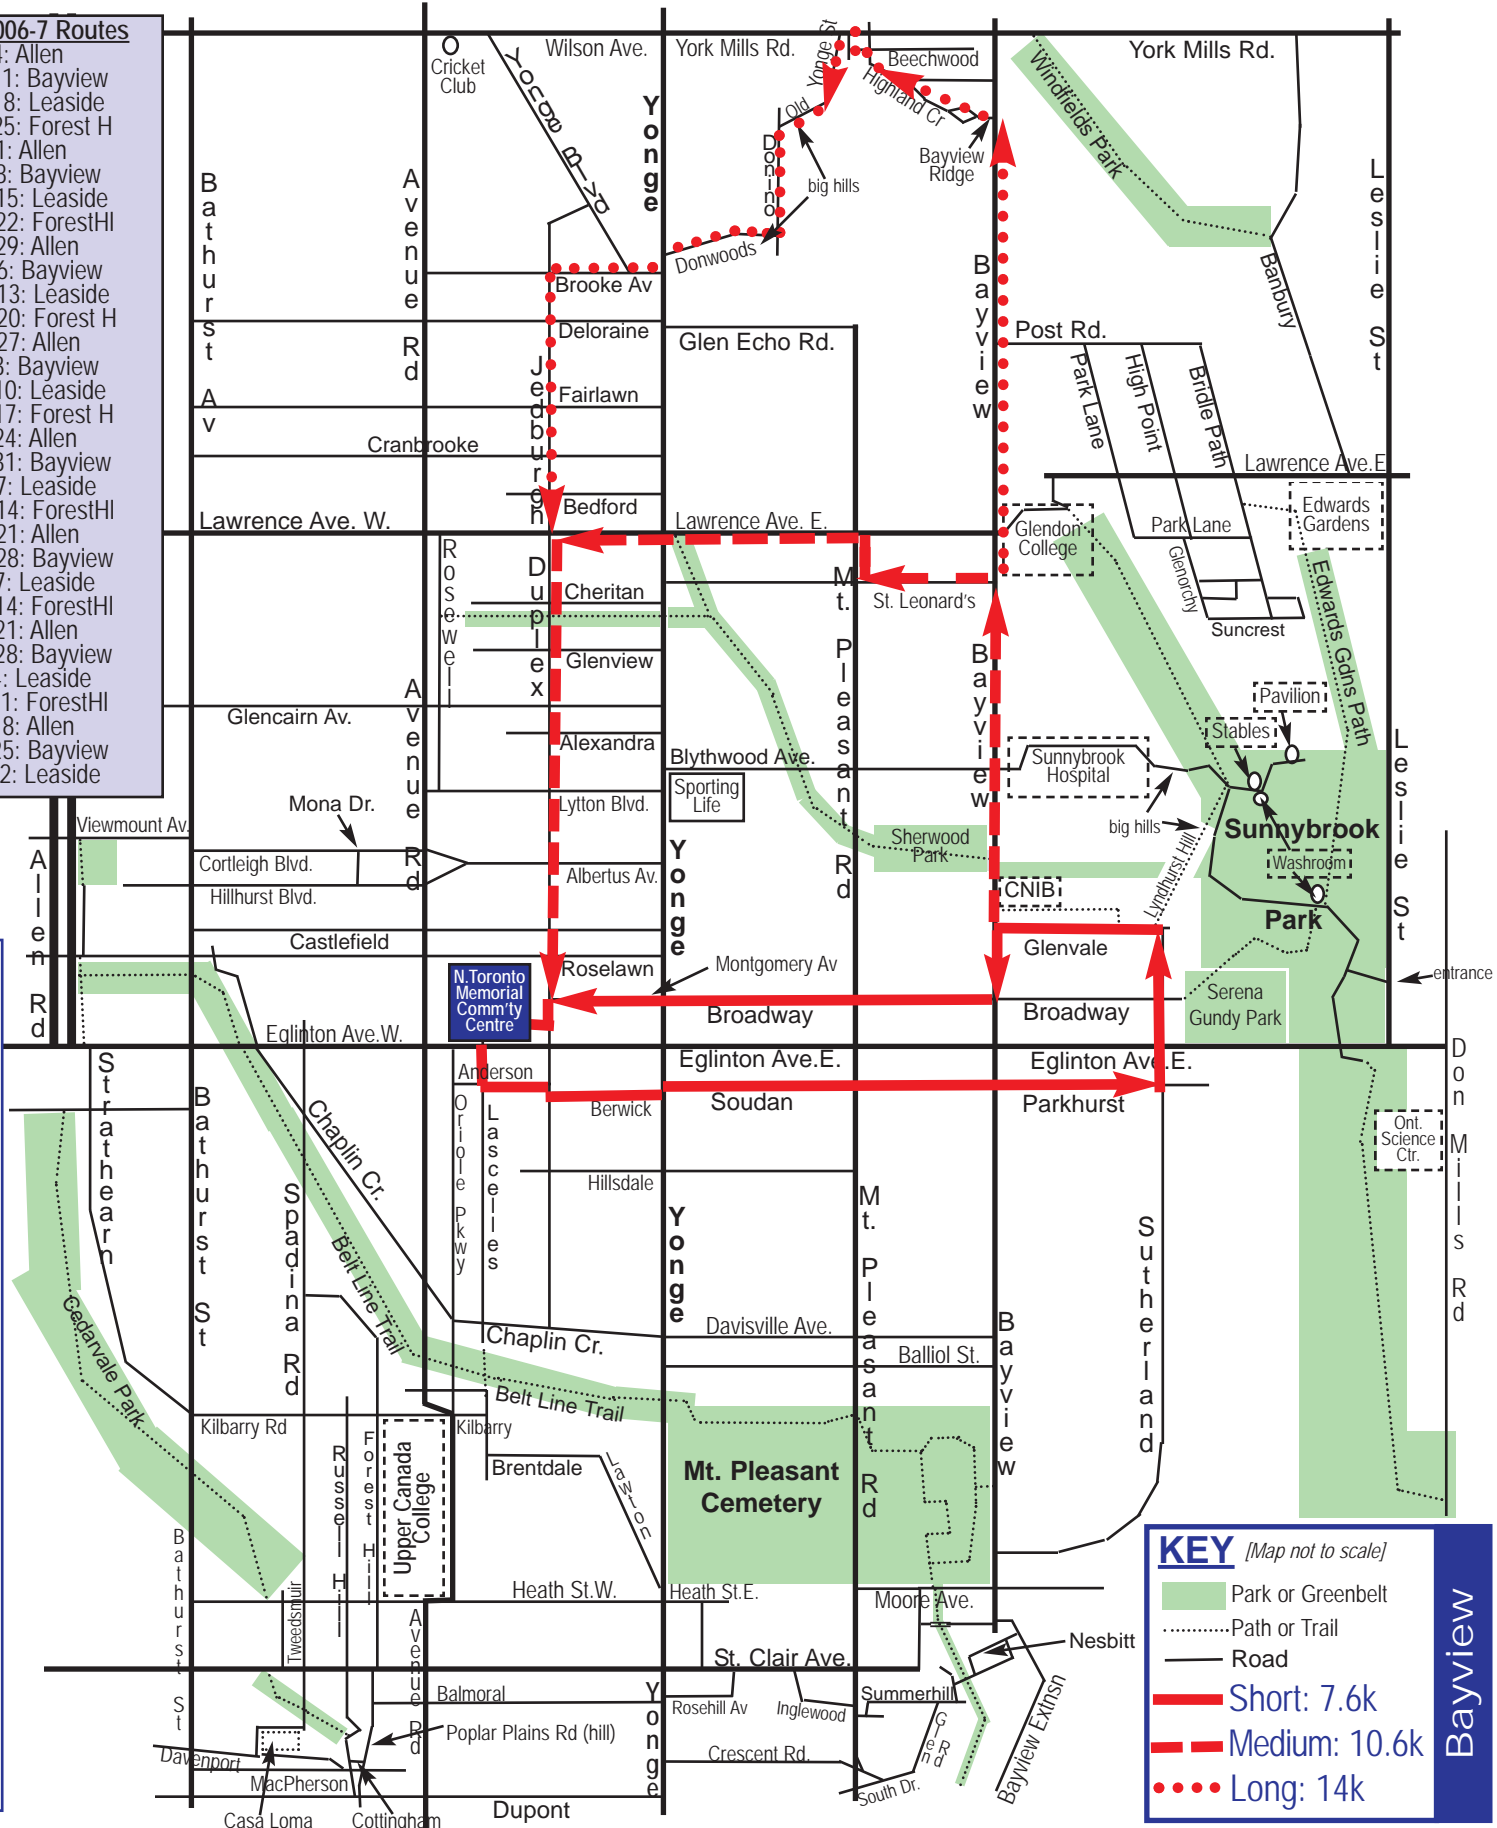 006-7 Routes
4: Allen
11: Bayview
18: Leaside
25: Forest H
1: Allen
8: Bayview
15: Leaside
22: ForestHl
29: Allen
6: Bayview
13: Leaside
20: Forest H
27: Allen
3: Bayview
10: Leaside
17: Forest H
24: Allen
31: Bayview
7: Leaside
14: ForestHl
21: Allen
28: Bayview
7: Leaside
14: ForestHl
21: Allen
28: Bayview
4: Leaside
11: ForestHl
18: Allen
25: Bayview
2: Leaside
Cricket
Club
Wilson Ave.
York Mills Rd.
York Mills Rd.
Yonge Blvd
Yonge
Old Yonge St
Beechwood
Highland Cr
Bayview
Ridge
Windfields Park
Donino
big hills
Donwoods
Bathurst Av
Avenue Rd
Bayview
Leslie St
Banbury
Brooke Av
Deloraine
Glen Echo Rd.
Post Rd.
Park Lane
High Point
Bridle Path
Jedburgh
Fairlawn
Cranbrooke
Bedford
Lawrence Ave.E
Lawrence Ave. W.
Lawrence Ave. E.
Glendon
College
Park Lane
Edwards
Gardens
Glenorchy
Suncrest
Edwards Gdns Path
Rosewell
Duplex
Cheritan
St. Leonard's
Mt. Pleasant Rd
Glenview
Bayview
Avenue Rd
Glencairn Av.
Alexandra
Blythwood Ave.
Sunnybrook
Hospital
Stables
Pavilion
Leslie St
Sporting
Life
Mona Dr.
Lytton Blvd.
big hills
Sunnybrook
Park
Washroom
Lyndhurst Hill
Viewmount Av.
Allen Rd
Cortleigh Blvd.
Hillhurst Blvd.
Albertus Av.
Yonge
Sherwood
Park
CNIB
Castlefield
Glenvale
Roselawn
Montgomery Av
entrance
N.Toronto
Memorial
Comm'ty
Centre
Broadway
Broadway
Serena
Gundy Park
Eglinton Ave.W.
Eglinton Ave.E.
Eglinton Ave.E.
Don Mills Rd
Strathearn
Bathurst St
Anderson
Oriole Pkwy
Lascelles
Berwick
Soudan
Parkhurst
Ont.
Science
Ctr.
Chaplin Cr.
Hillsdale
Spadina Rd
Belt Line Trail
Yonge
Mt. Pleasant Rd
Sutherland
Cedarvale Park
Chaplin Cr.
Davisville Ave.
Balliol St.
Bayview
Belt Line Trail
Kilbarry Rd
Kilbarry
Russell Hill
Forest Hill
Upper Canada
College
Brentdale
Lawton
Mt. Pleasant
Cemetery
Bathurst St
Tweedsmuir
Heath St.W.
Heath St.E.
Moore Ave.
Avenue Rd
Nesbitt
St. Clair Ave.
Balmoral
Rosehill Av
Inglewood
Summerhill
Glen Rd
Bayview Extnsn
Poplar Plains Rd (hill)
Yonge
Davenport
Crescent Rd.
South Dr.
MacPherson
Dupont
Casa Loma
Cottingham
KEY [Map not to scale]
Park or Greenbelt
Path or Trail
Road
Short: 7.6k
Medium: 10.6k
Long: 14k
Bayview